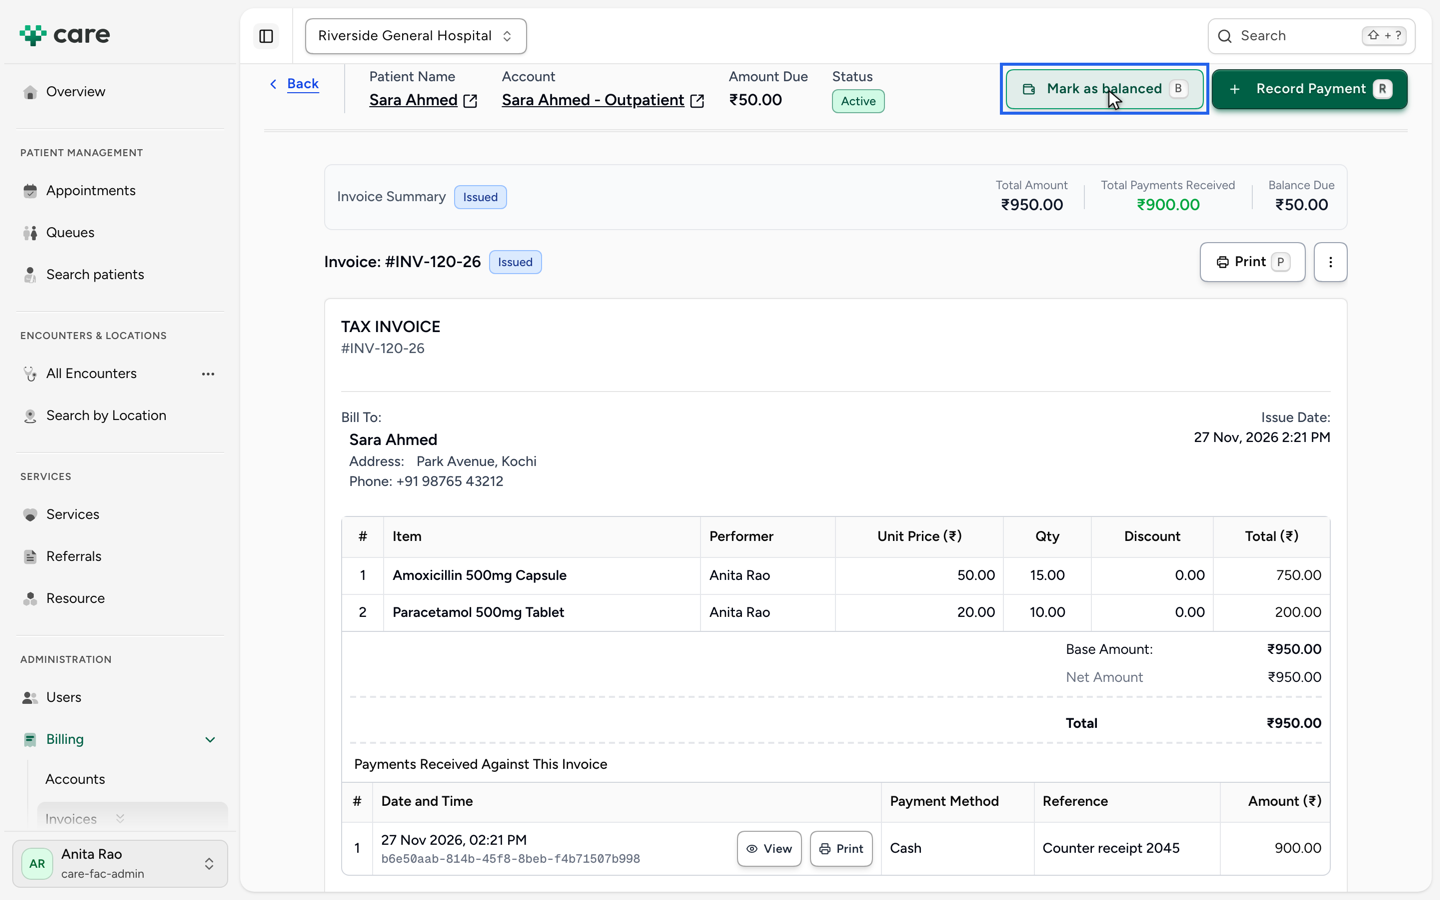 care
Riverside General Hospital
Search
⇧ + ?
Overview
PATIENT MANAGEMENT
Appointments
Queues
Search patients
ENCOUNTERS & LOCATIONS
All Encounters
Search by Location
SERVICES
Services
Referrals
Resource
ADMINISTRATION
Users
Billing
Accounts
Invoices
AR
Anita Rao
care-fac-admin
Back
Patient Name
Sara Ahmed
Account
Sara Ahmed - Outpatient
Amount Due
₹50.00
Status
Active
Mark as balanced B
+ Record Payment R
Invoice Summary Issued
Total Amount
₹950.00
Total Payments Received
₹900.00
Balance Due
₹50.00
Invoice: #INV-120-26 Issued
Print P
TAX INVOICE
#INV-120-26
Bill To:
Sara Ahmed
Address: Park Avenue, Kochi
Phone: +91 98765 43212
Issue Date:
27 Nov, 2026 2:21 PM
# Item Performer Unit Price (₹) Qty Discount Total (₹)
1 Amoxicillin 500mg Capsule Anita Rao 50.00 15.00 0.00 750.00
2 Paracetamol 500mg Tablet Anita Rao 20.00 10.00 0.00 200.00
Base Amount: ₹950.00
Net Amount ₹950.00
Total ₹950.00
Payments Received Against This Invoice
# Date and Time Payment Method Reference Amount (₹)
1 27 Nov 2026, 02:21 PM View Print Cash Counter receipt 2045 900.00
b6e50aab-814b-45f8-8beb-f4b71507b998